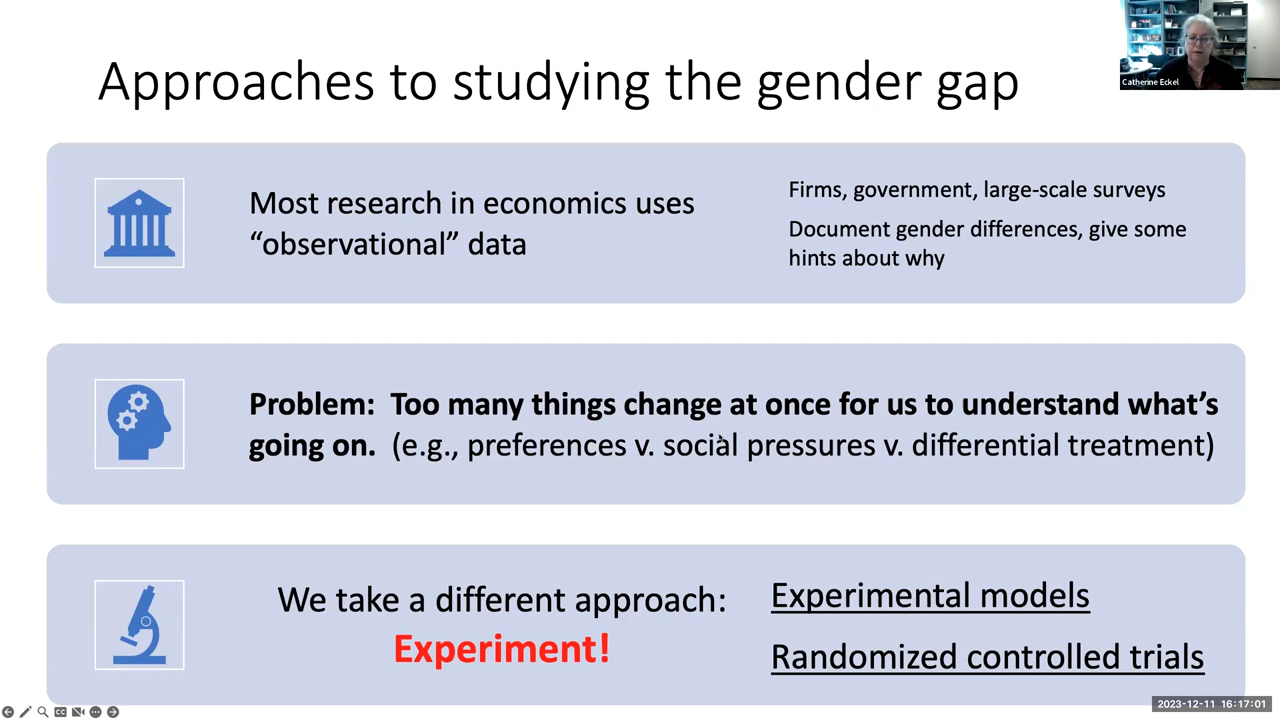 Approaches to studying the gender gap
Catherine Eckel
Most research in economics uses
“observational” data
Firms, government, large-scale surveys
Document gender differences, give some
hints about why
Problem:  Too many things change at once for us to understand what’s
going on.  (e.g., preferences v. social pressures v. differential treatment)
We take a different approach:
Experiment!
Experimental models
Randomized controlled trials
CC
2023-12-11 16:17:01